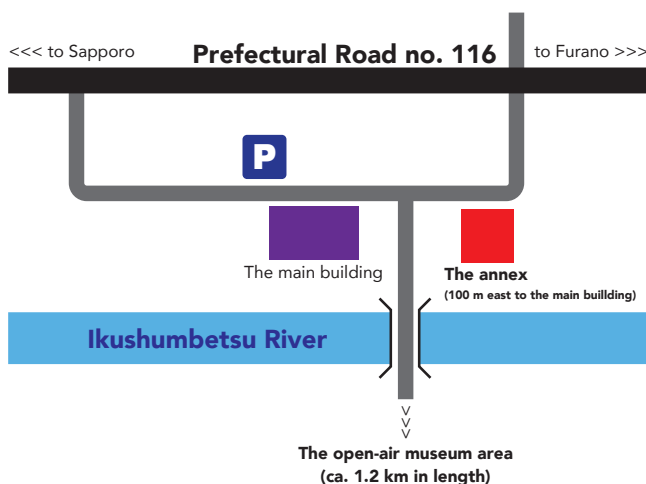 <<< to Sapporo
Prefectural Road no. 116
to Furano >>>
P
The main building
The annex
(100 m east to the main buillding)
Ikushumbetsu River
>>>
The open-air museum area
(ca. 1.2 km in length)